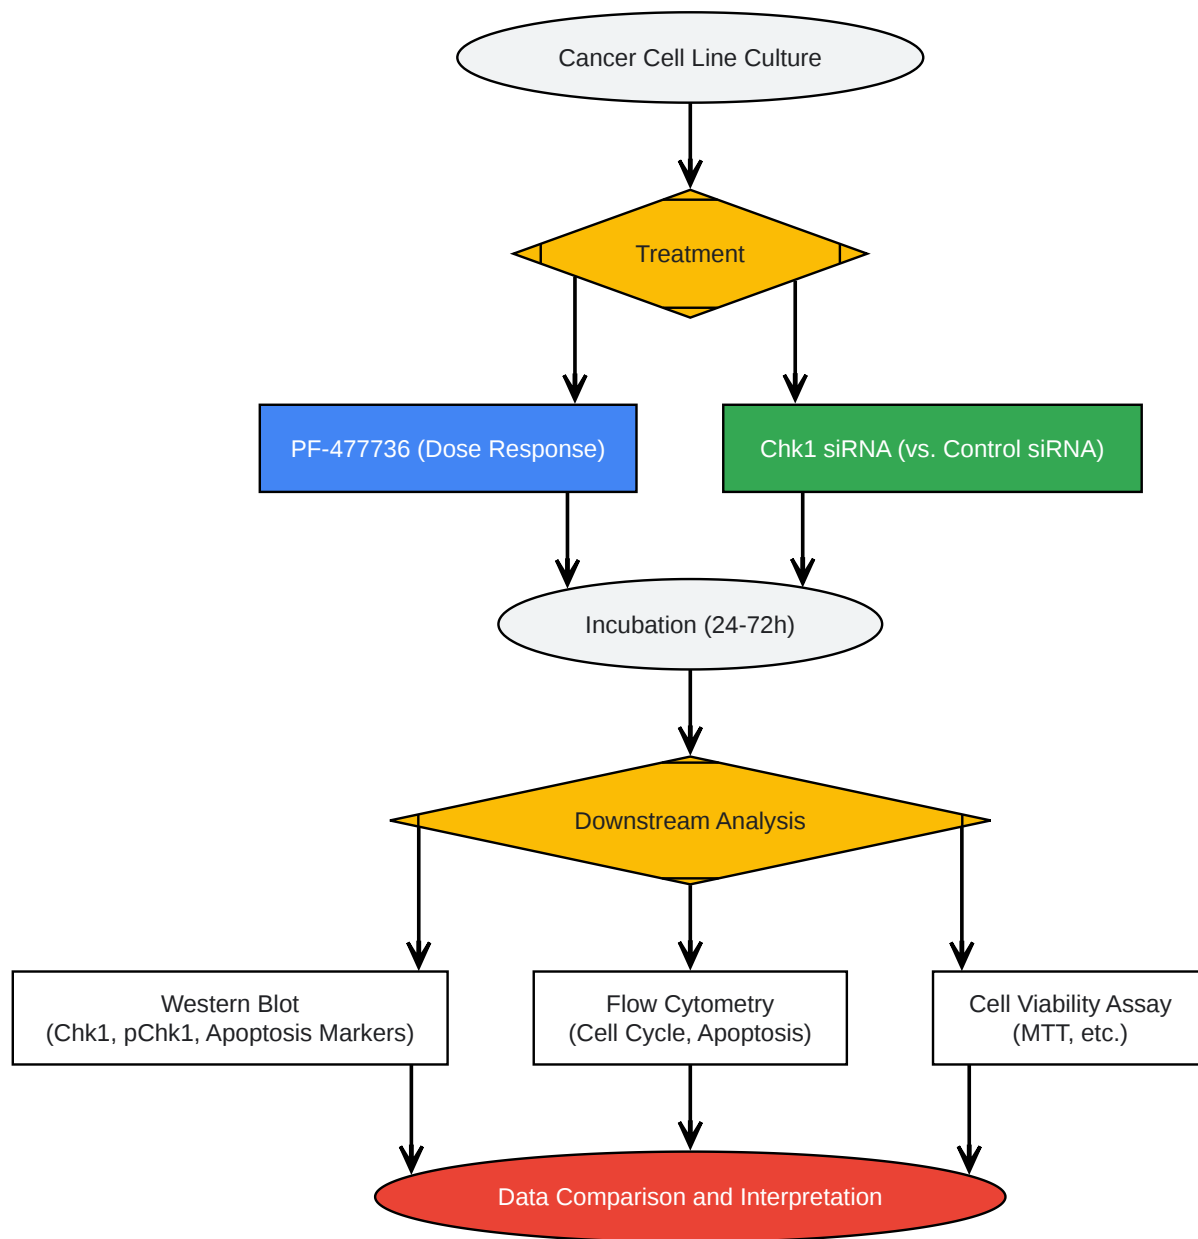 Cancer Cell Line Culture
Treatment
PF-477736 (Dose Response)
Chk1 siRNA (vs. Control siRNA)
Incubation (24-72h)
Downstream Analysis
Western Blot
(Chk1, pChk1, Apoptosis Markers)
Flow Cytometry
(Cell Cycle, Apoptosis)
Cell Viability Assay
(MTT, etc.)
Data Comparison and Interpretation